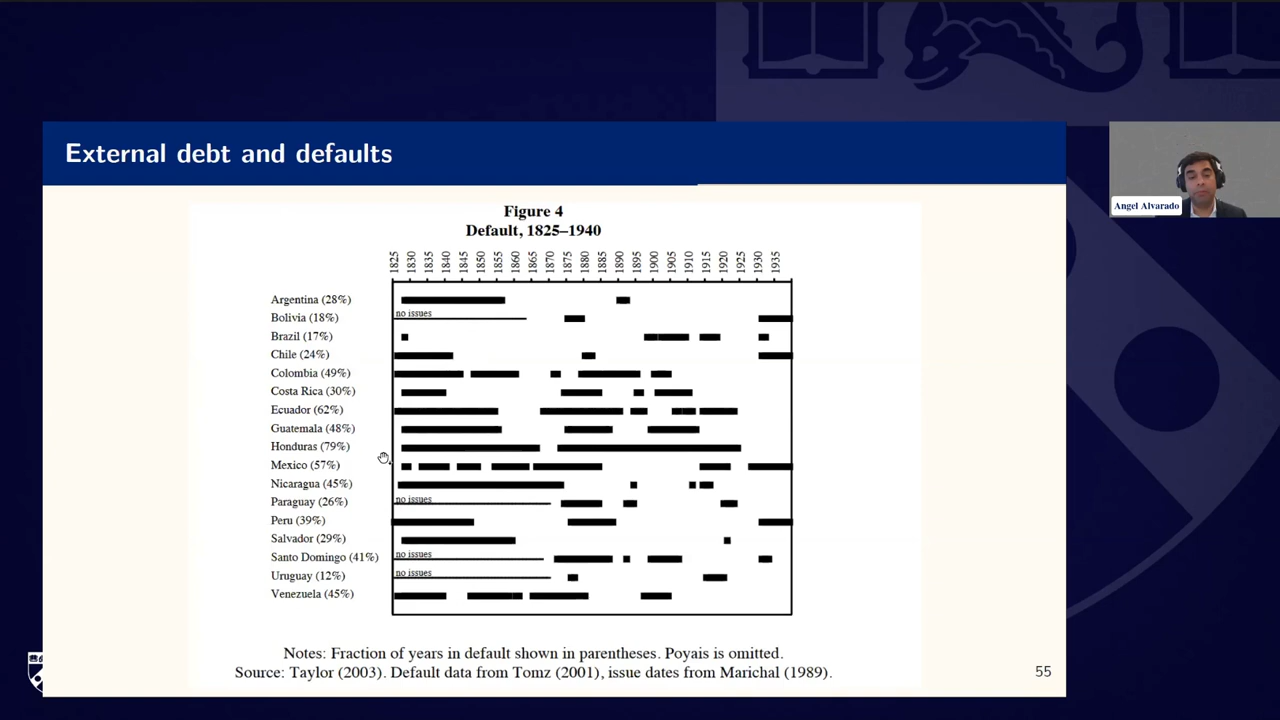 External debt and defaults
Angel Alvarado
Figure 4
Default, 1825–1940
1825 1830 1835 1840 1845 1850 1855 1860 1865 1870 1875 1880 1885 1890 1895 1900 1905 1910 1915 1920 1925 1930 1935
Argentina (28%)
Bolivia (18%) no issues
Brazil (17%)
Chile (24%)
Colombia (49%)
Costa Rica (30%)
Ecuador (62%)
Guatemala (48%)
Honduras (79%)
Mexico (57%)
Nicaragua (45%)
Paraguay (26%) no issues
Peru (39%)
Salvador (29%)
Santo Domingo (41%) no issues
Uruguay (12%) no issues
Venezuela (45%)
Notes: Fraction of years in default shown in parentheses. Poyais is omitted.
Source: Taylor (2003). Default data from Tomz (2001), issue dates from Marichal (1989).
55